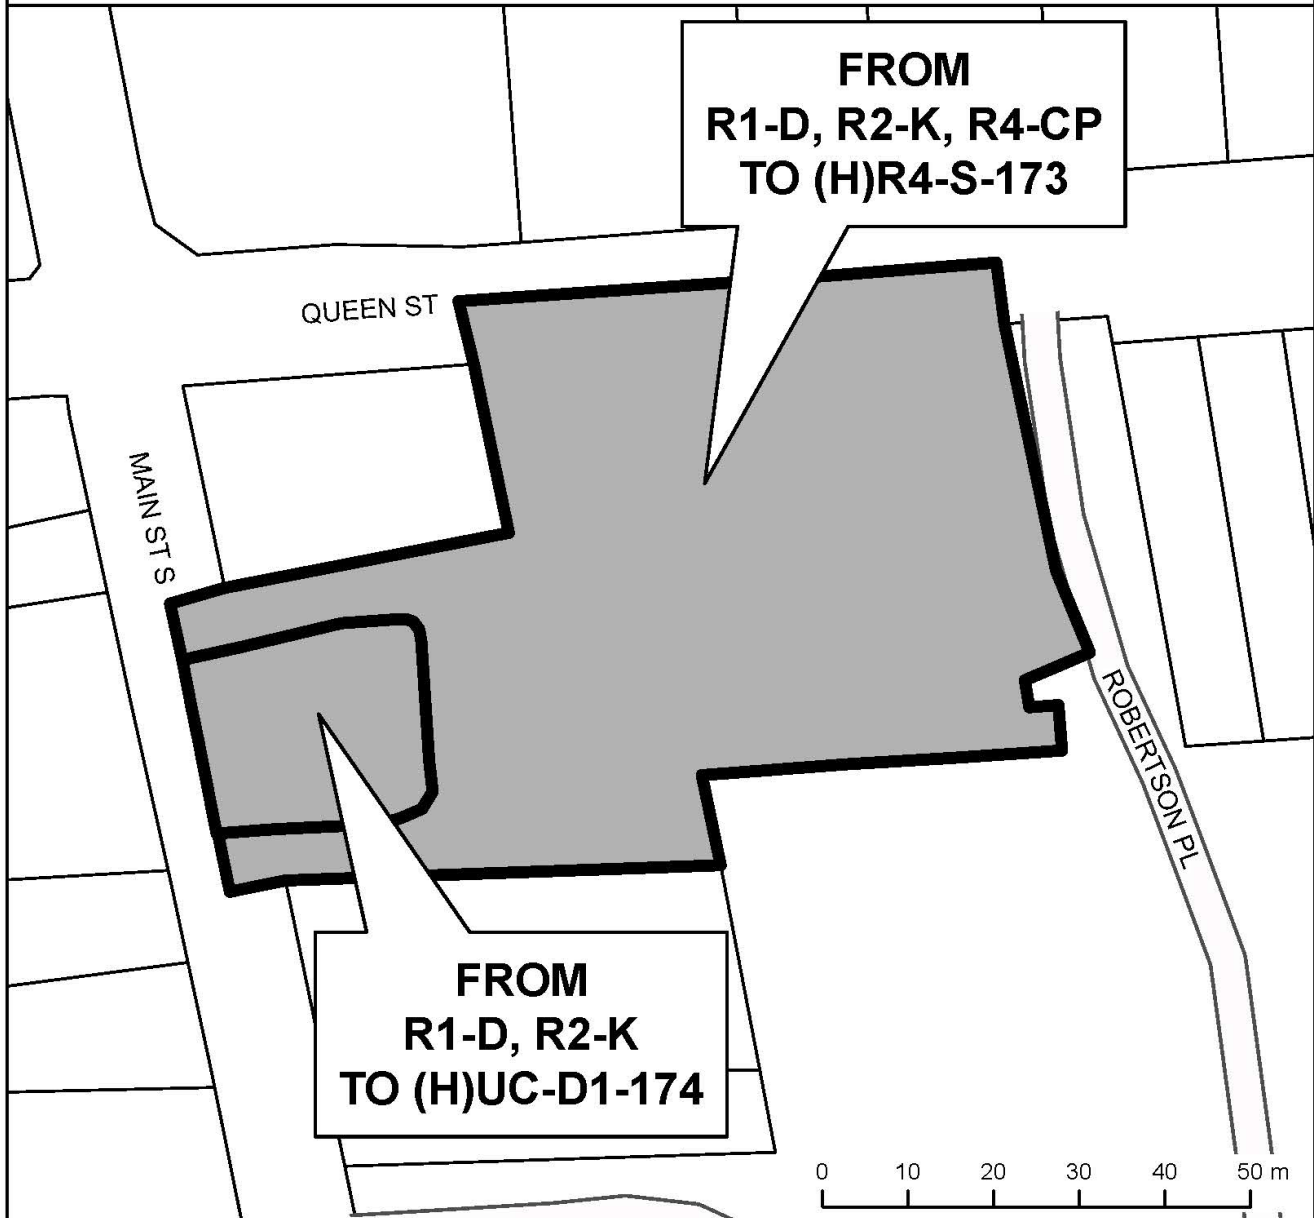 FROM
R1-D, R2-K, R4-CP
TO (H)R4-S-173
QUEEN ST
MAIN ST S
ROBERTSON PL
FROM
R1-D, R2-K
TO (H)UC-D1-174
0 10 20 30 40 50 m